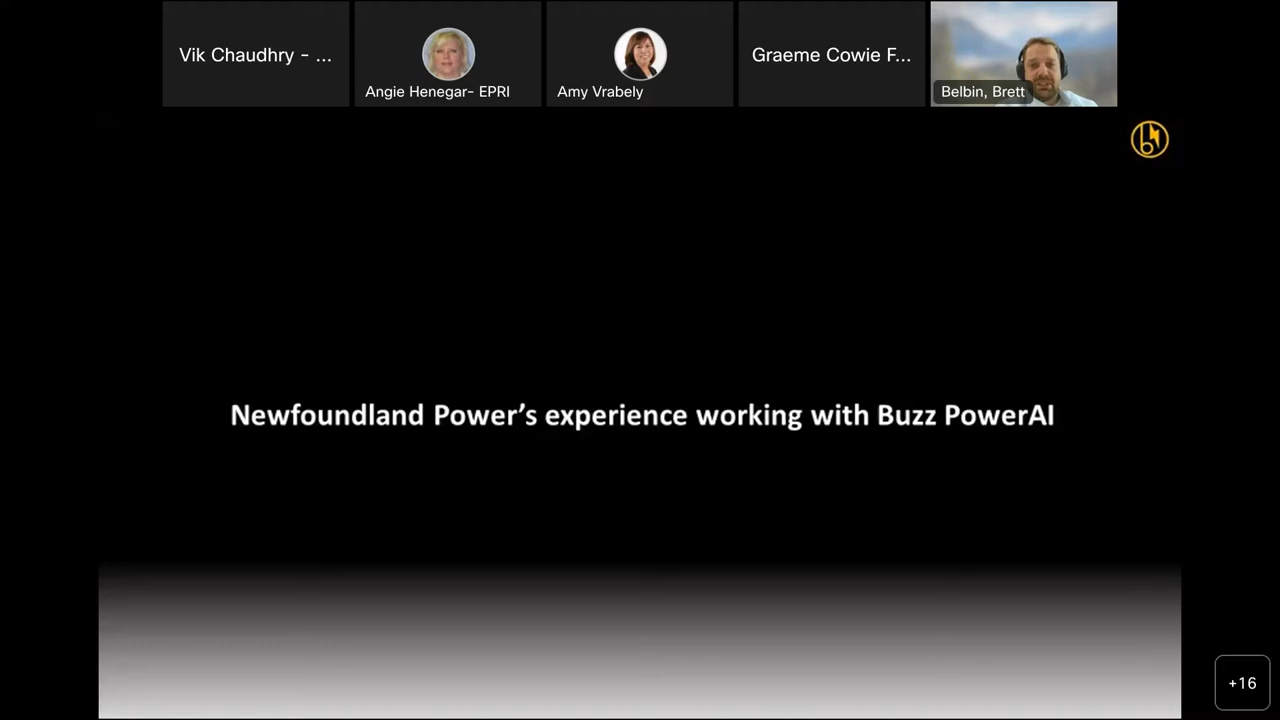 Vik Chaudhry - ...
Angie Henegar- EPRI
Amy Vrabely
Graeme Cowie F...
Belbin, Brett
Newfoundland Power’s experience working with Buzz PowerAI
+16